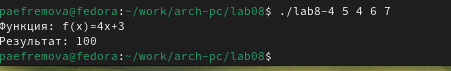 paefremova@fedora:~/work/arch-pc/lab08$ ./lab8-4 5 4 6 7
Функция: f(x)=4x+3
Результат: 100
paefremova@fedora:~/work/arch-pc/lab08$